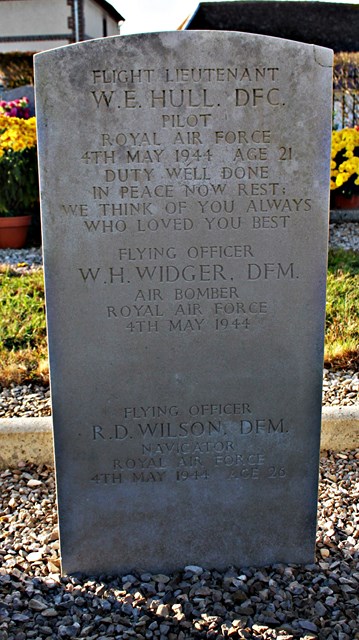 FLIGHT LIEUTENANT
W.E. HULL. DFC.
PILOT
ROYAL AIR FORCE
4TH MAY 1944 AGE 21
DUTY WELL DONE
IN PEACE NOW REST;
WE THINK OF YOU ALWAYS
WHO LOVED YOU BEST
FLYING OFFICER
W.H. WIDGER. DFM.
AIR BOMBER
ROYAL AIR FORCE
4TH MAY 1944
FLYING OFFICER
R.D. WILSON. DFM.
NAVIGATOR
ROYAL AIR FORCE
4TH MAY 1944 AGE 26